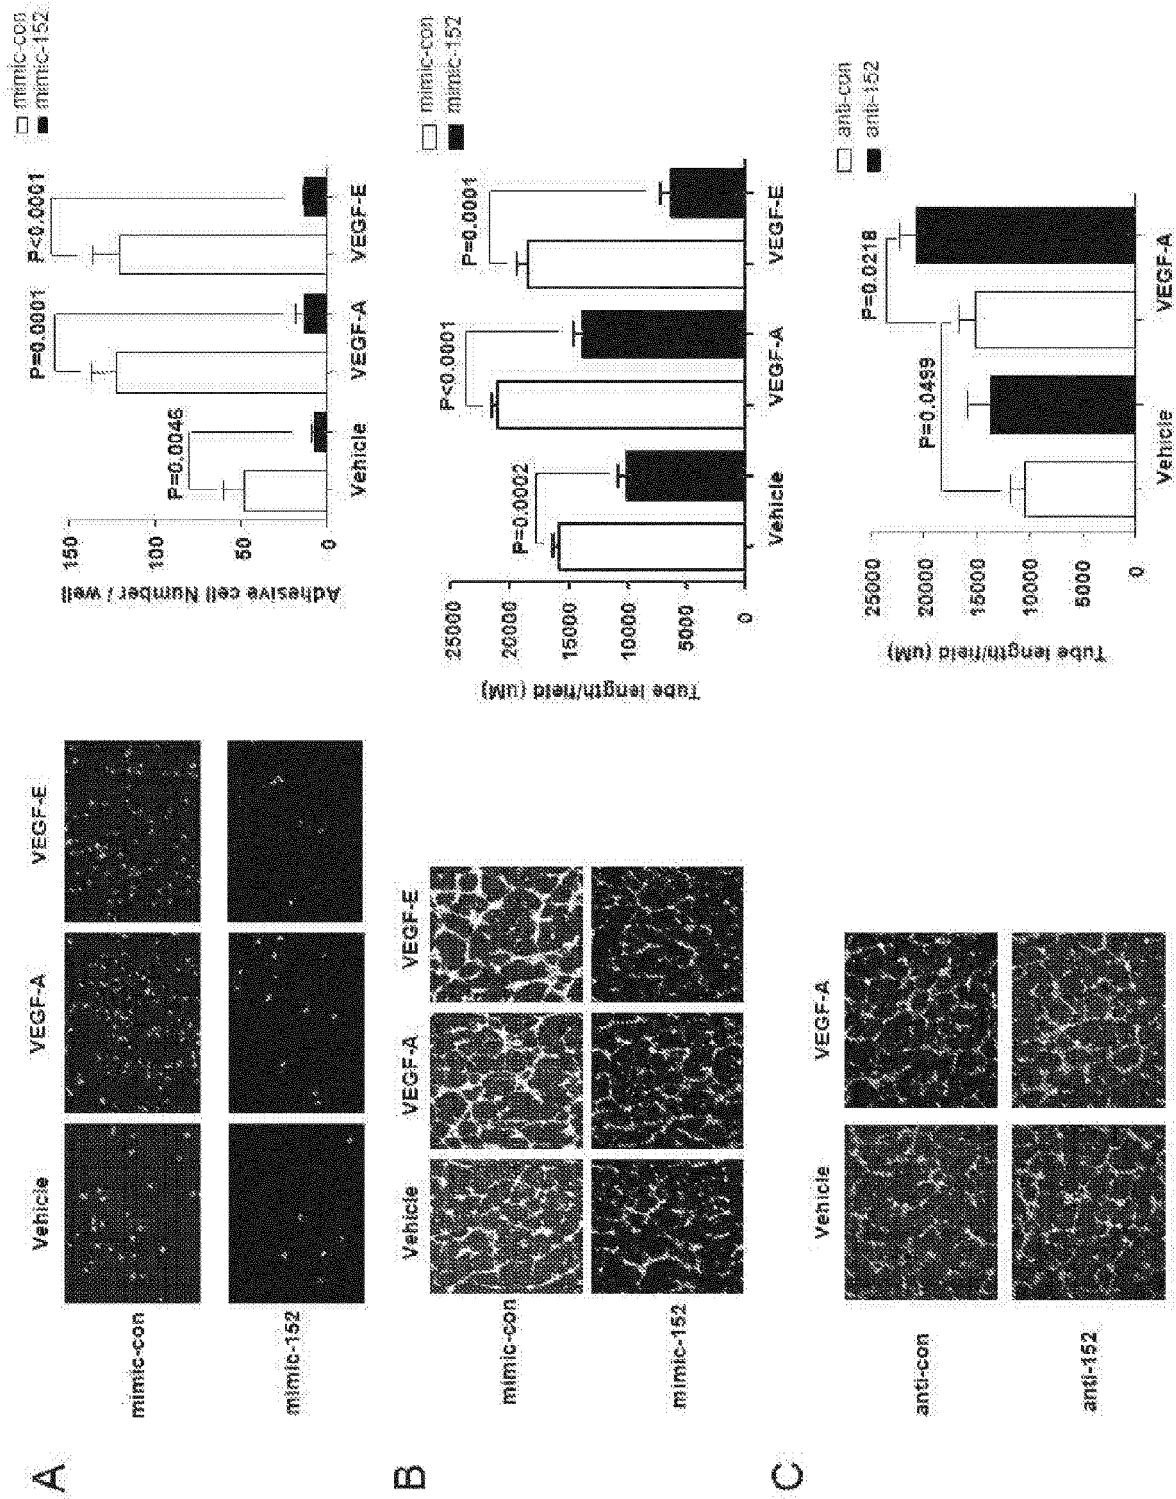 A
Vehicle
VEGF-A
VEGF-E
mimic-con
mimic-152
Adhesive cell Number / well
150
100
50
0
P=0.0046
P=0.0001
P<0.0001
Vehicle
VEGF-A
VEGF-E
mimic-con
mimic-152
B
Vehicle
VEGF-A
VEGF-E
mimic-con
mimic-152
Tube length/field (uM)
25000
20000
15000
10000
5000
0
P=0.0002
P<0.0001
P=0.0001
Vehicle
VEGF-A
VEGF-E
mimic-con
mimic-152
C
Vehicle
VEGF-A
anti-con
anti-152
Tube length/field (uM)
25000
20000
15000
10000
5000
0
P=0.0499
P=0.0218
Vehicle
VEGF-A
anti-con
anti-152